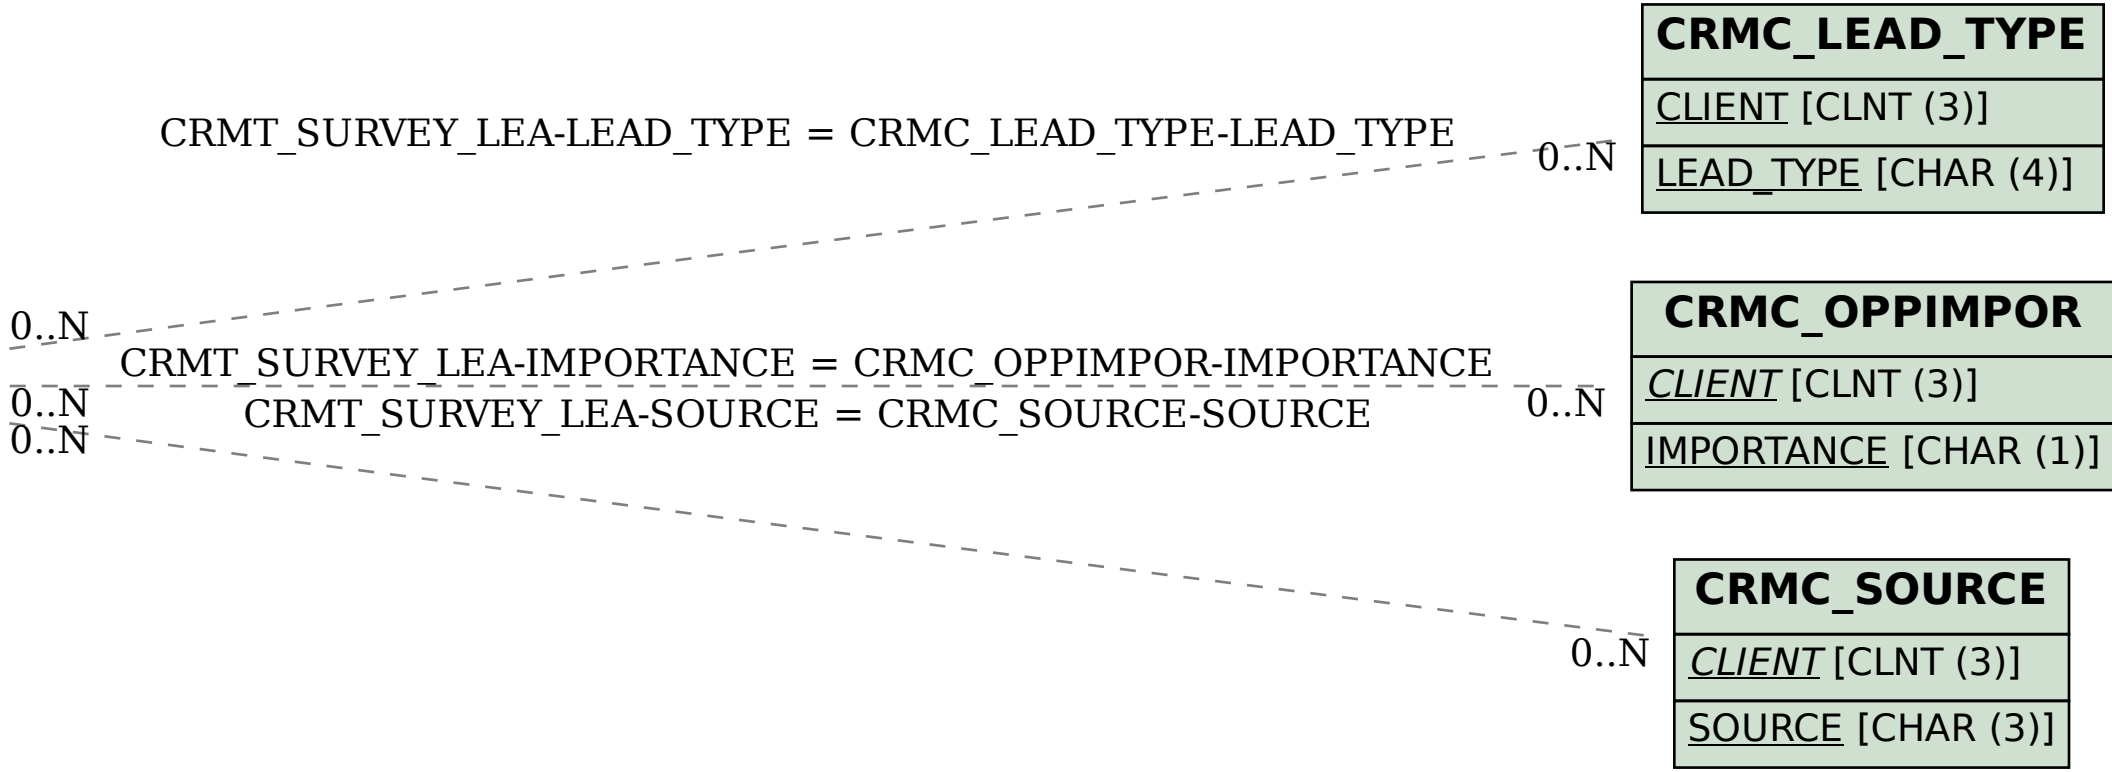 CRMC_LEAD_TYPE
CLIENT [CLNT (3)]
LEAD_TYPE [CHAR (4)]
CRMT_SURVEY_LEA-LEAD_TYPE = CRMC_LEAD_TYPE-LEAD_TYPE
0..N
0..N
CRMC_OPPIMPOR
CLIENT [CLNT (3)]
IMPORTANCE [CHAR (1)]
CRMT_SURVEY_LEA-IMPORTANCE = CRMC_OPPIMPOR-IMPORTANCE
0..N
0..N
CRMT_SURVEY_LEA-SOURCE = CRMC_SOURCE-SOURCE
0..N
0..N
CRMC_SOURCE
CLIENT [CLNT (3)]
SOURCE [CHAR (3)]